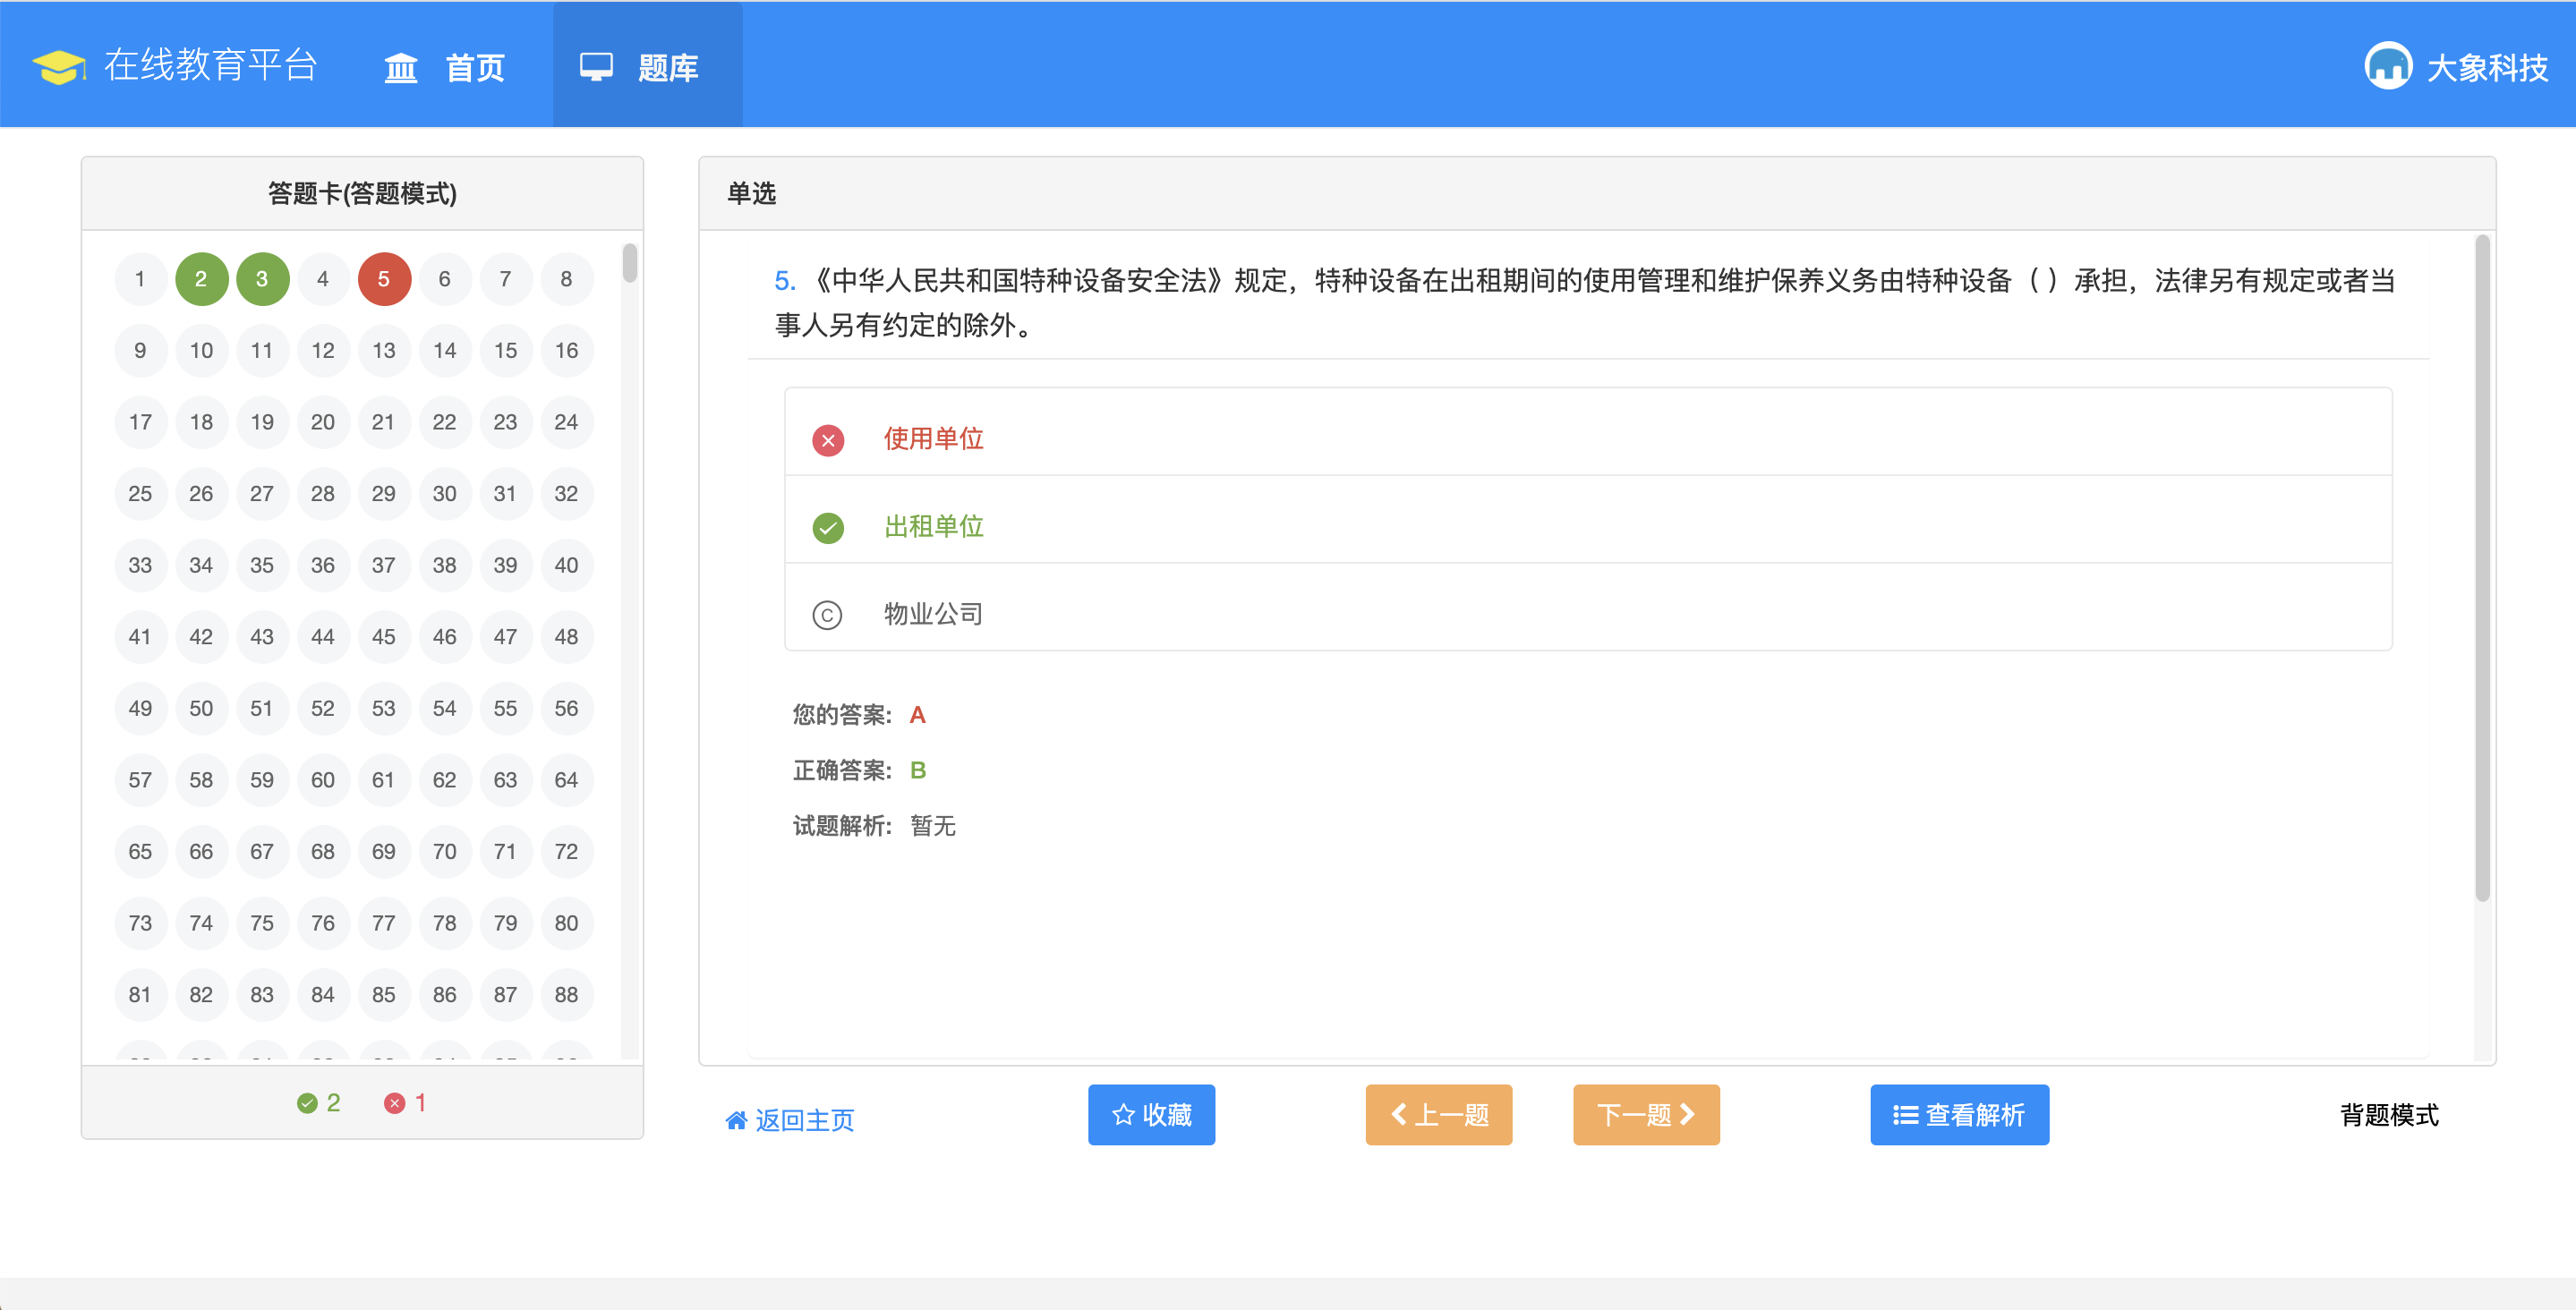 在线教育平台
首页
题库
大象科技
答题卡(答题模式)
1 2 3 4 5 6 7 8
9 10 11 12 13 14 15 16
17 18 19 20 21 22 23 24
25 26 27 28 29 30 31 32
33 34 35 36 37 38 39 40
41 42 43 44 45 46 47 48
49 50 51 52 53 54 55 56
57 58 59 60 61 62 63 64
65 66 67 68 69 70 71 72
73 74 75 76 77 78 79 80
81 82 83 84 85 86 87 88
2 1
单选
5. 《中华人民共和国特种设备安全法》规定，特种设备在出租期间的使用管理和维护保养义务由特种设备（ ）承担，法律另有规定或者当
事人另有约定的除外。
使用单位
出租单位
C 物业公司
您的答案: A
正确答案: B
试题解析: 暂无
返回主页
收藏
上一题
下一题
查看解析
背题模式